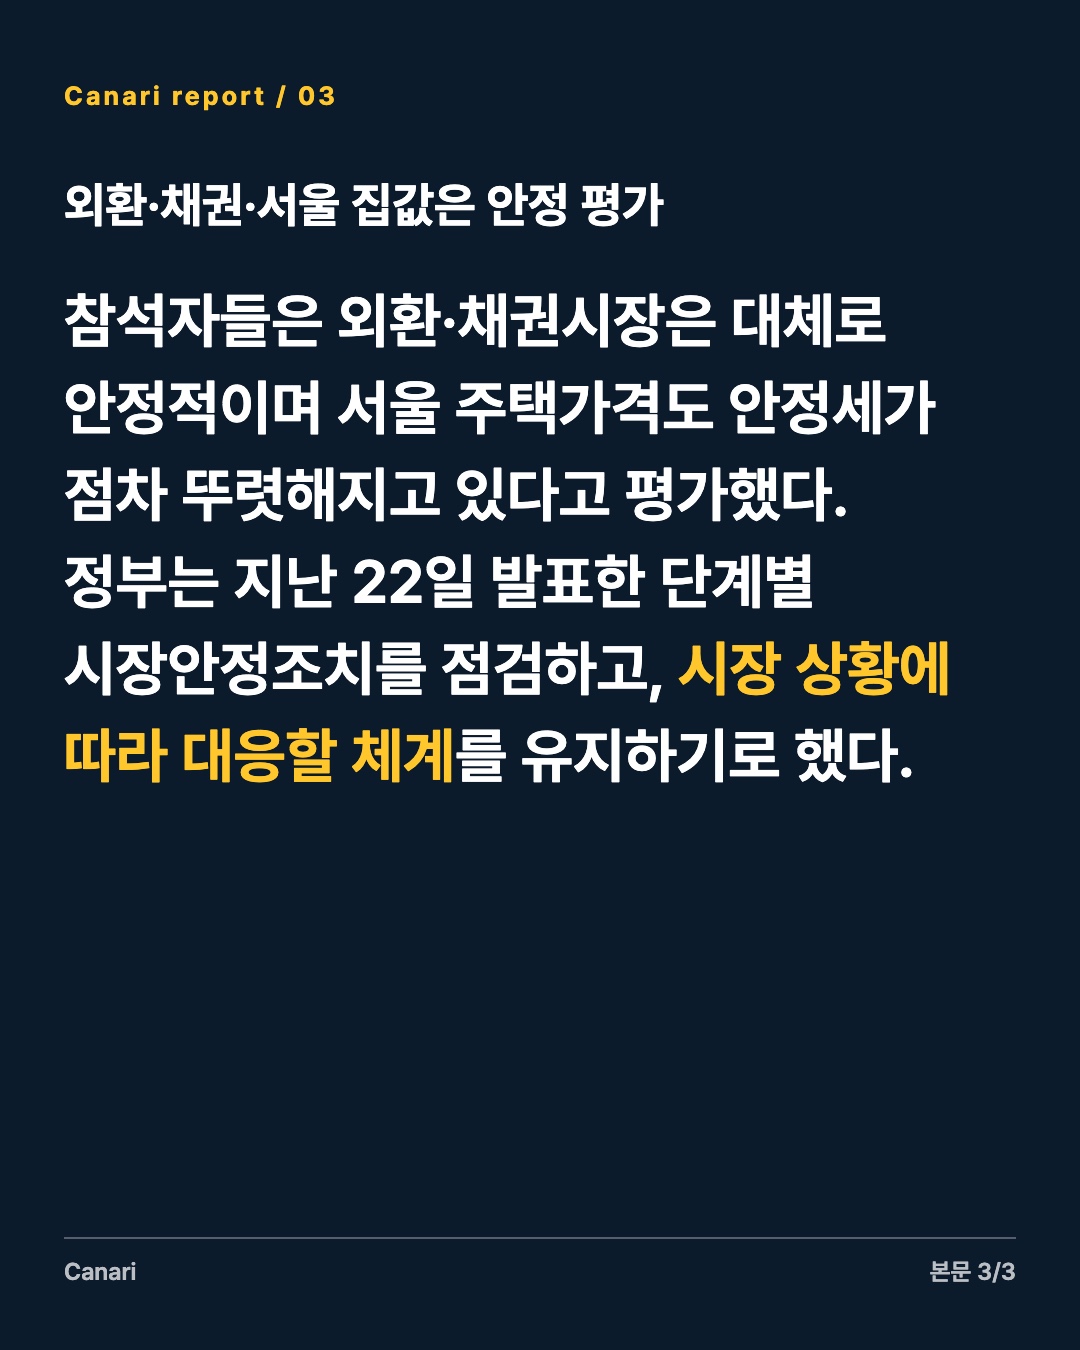 Canari report / 03
외환·채권·서울 집값은 안정 평가
참석자들은 외환·채권시장은 대체로
안정적이며 서울 주택가격도 안정세가
점차 뚜렷해지고 있다고 평가했다.
정부는 지난 22일 발표한 단계별
시장안정조치를 점검하고, 시장 상황에
따라 대응할 체계를 유지하기로 했다.
Canari
본문 3/3